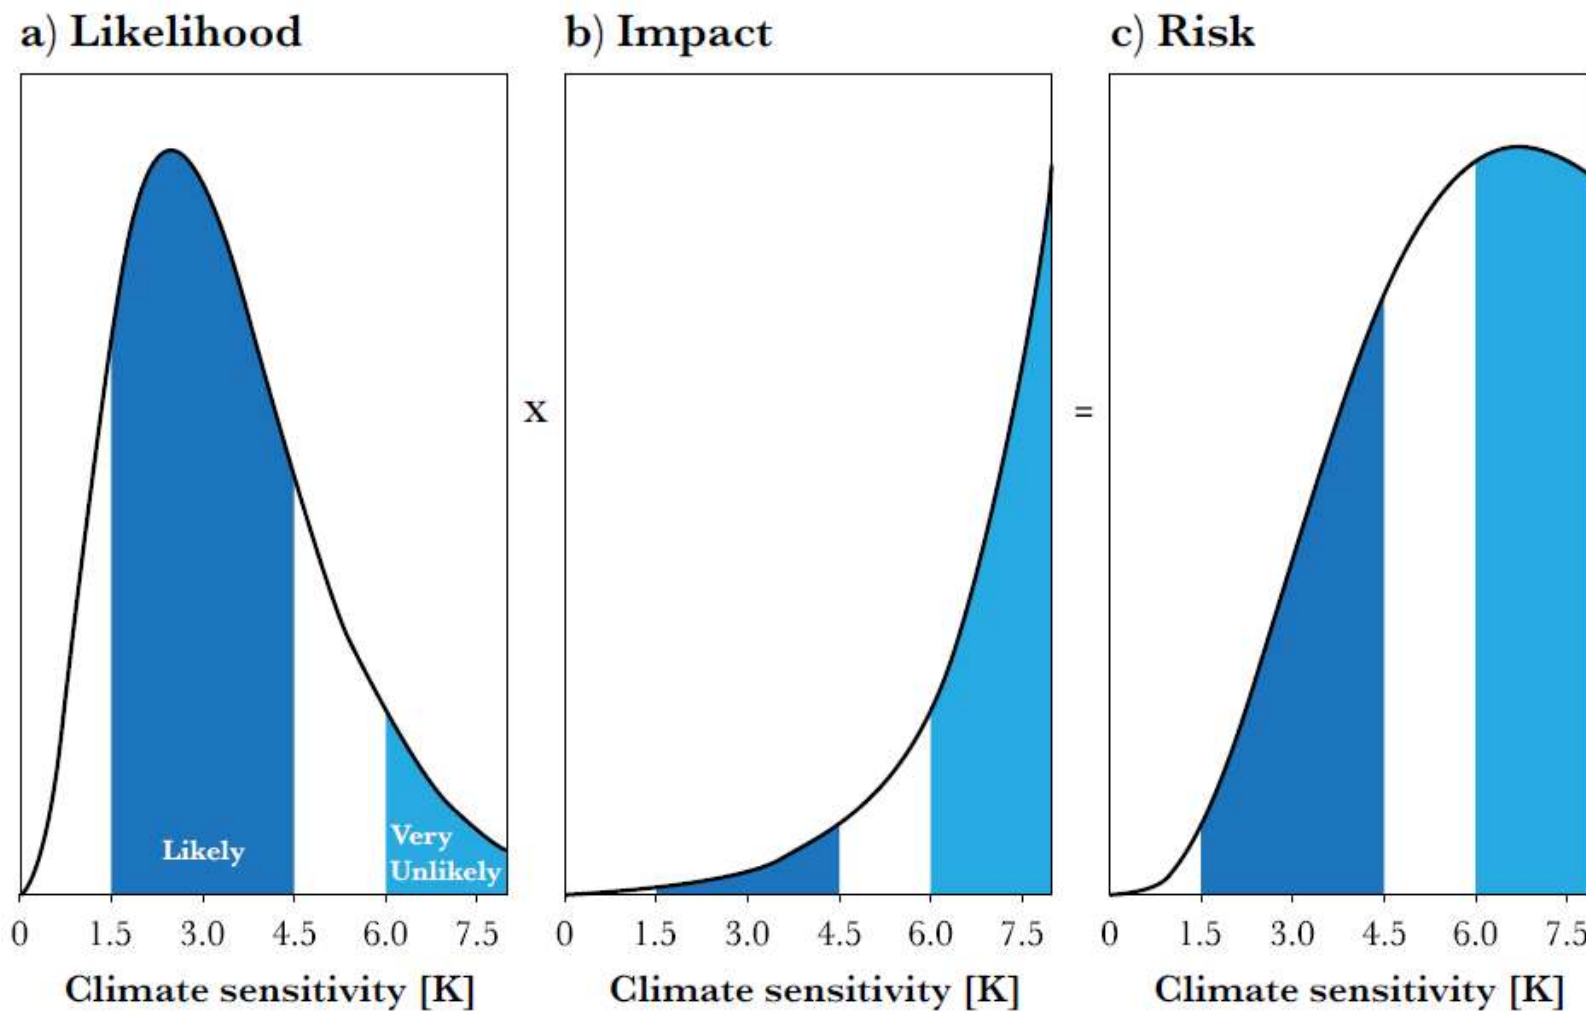 a) Likelihood
b) Impact
c) Risk
X
=
Likely
Very
Unlikely
0 1.5 3.0 4.5 6.0 7.5
0 1.5 3.0 4.5 6.0 7.5
0 1.5 3.0 4.5 6.0 7.5
Climate sensitivity [K]
Climate sensitivity [K]
Climate sensitivity [K]